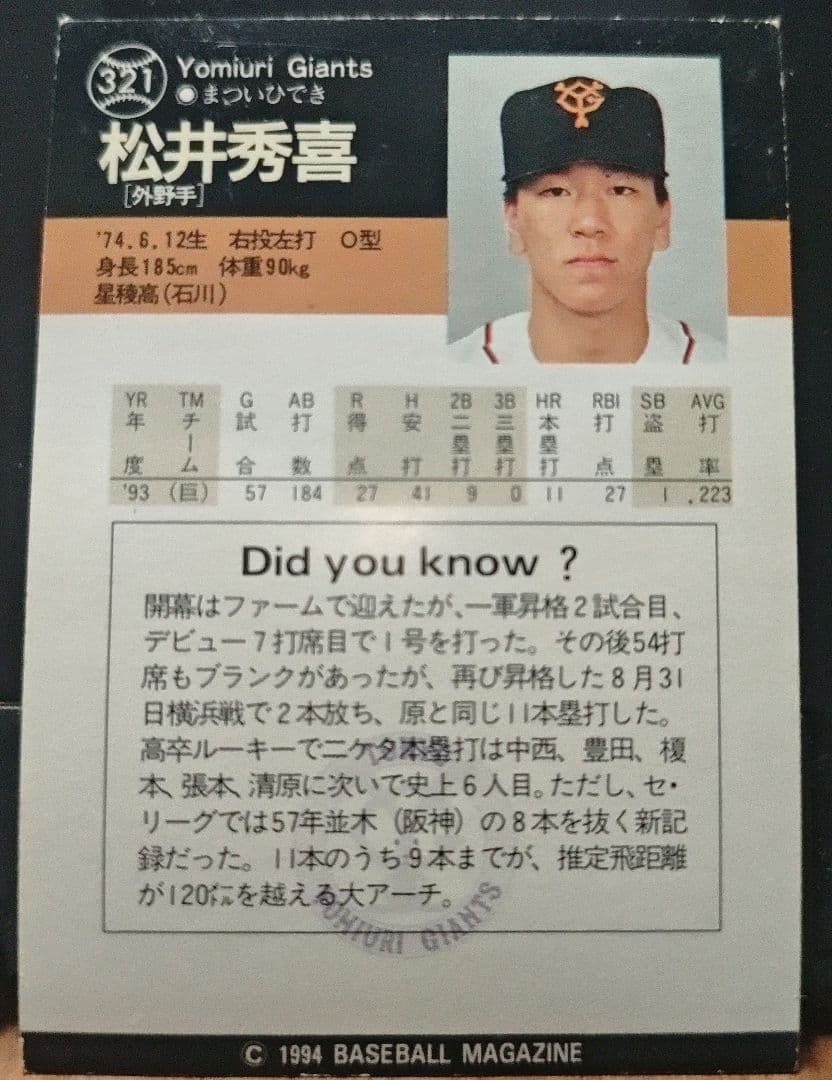 321
Yomiuri Giants
●まついひでき
松井秀喜
[外野手]
'74.6.12生 右投左打 O型
身長185cm 体重90kg
星稜高(石川)
YG
YR TM G AB R H 2B 3B HR RBI SB AVG
年度 チーム 試合 打数 得点 安打 二塁打 三塁打 本塁打 打点 盗塁 打率
'93 (巨) 57 184 27 41 9 0 11 27 1 .223
Did you know ?
開幕はファームで迎えたが、一軍昇格2試合目、
デビュー7打席目で1号を打った。その後54打
席もブランクがあったが、再び昇格した8月31
日横浜戦で2本放ち、原と同じ11本塁打した。
高卒ルーキーで二ケタ本塁打は中西、豊田、榎
本、張本、清原に次いで史上6人目。ただし、セ・
リーグでは57年並木（阪神）の8本を抜く新記
録だった。11本のうち9本までが、推定飛距離
が120㍍を越える大アーチ。
YOMIURI GIANTS
© 1994 BASEBALL MAGAZINE